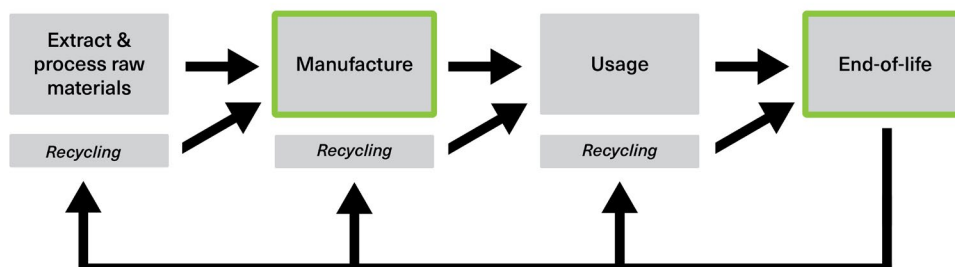 Extract &
process raw
materials
Manufacture
Usage
End-of-life
Recycling
Recycling
Recycling